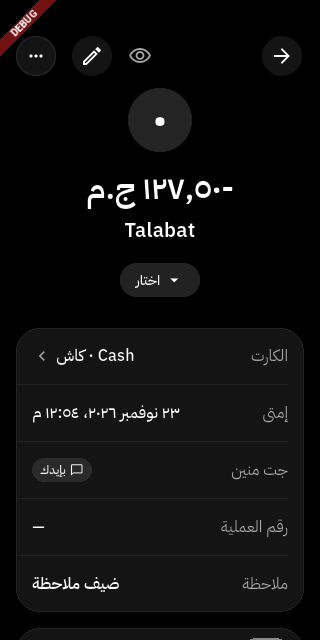 DEBUG
-١٢٧,٥٠ ج.م
Talabat
اختار
الكارت
كاش · Cash
إمتى
٢٣ نوفمبر ٢٠٢٦، ١٢:٥٤ م
جت منين
بإيدك
رقم العملية
—
ملاحظة
ضيف ملاحظة